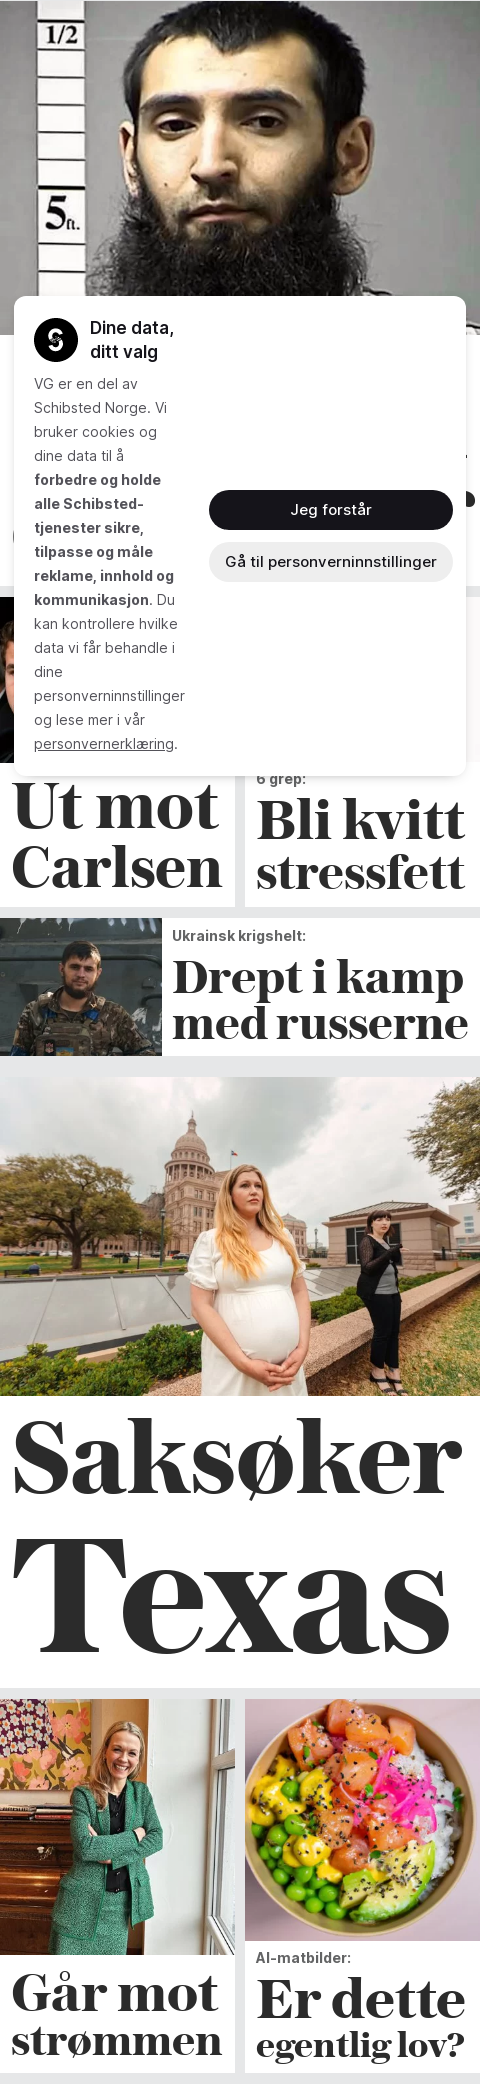 1/2
5ft.
Dine data,
ditt valg
VG er en del av
Schibsted Norge. Vi
bruker cookies og
dine data til å
forbedre og holde
alle Schibsted-
tjenester sikre,
tilpasse og måle
reklame, innhold og
kommunikasjon. Du
kan kontrollere hvilke
data vi får behandle i
dine
personverninnstillinger
og lese mer i vår
personvernerklæring.
Jeg forstår
Gå til personverninnstillinger
Ut mot
Carlsen
6 grep:
Bli kvitt
stressfett
Ukrainsk krigshelt:
Drept i kamp
med russerne
Saksøker
Texas
Går mot
strømmen
AI-matbilder:
Er dette
egentlig lov?